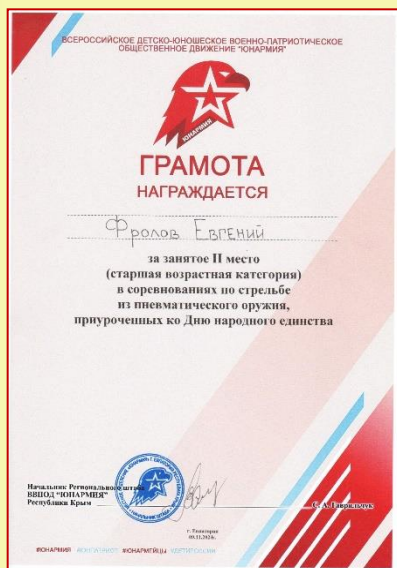 ВСЕРОССИЙСКОЕ ДЕТСКО-ЮНОШЕСКОЕ ВОЕННО-ПАТРИОТИЧЕСКОЕ
ОБЩЕСТВЕННОЕ ДВИЖЕНИЕ "ЮНАРМИЯ"
ЮНАРМИЯ
ГРАМОТА
НАГРАЖДАЕТСЯ
Фролов Евгений
за занятое II место
(старшая возрастная категория)
в соревнованиях по стрельбе
из пневматического оружия,
приуроченных ко Дню народного единства
Начальник Регионального штаба
ВВПОД "ЮНАРМИЯ"
Республики Крым
С. А. Гаврильчук
#ЮНАРМИЯ #ЮНАРМЕЙЦЫ